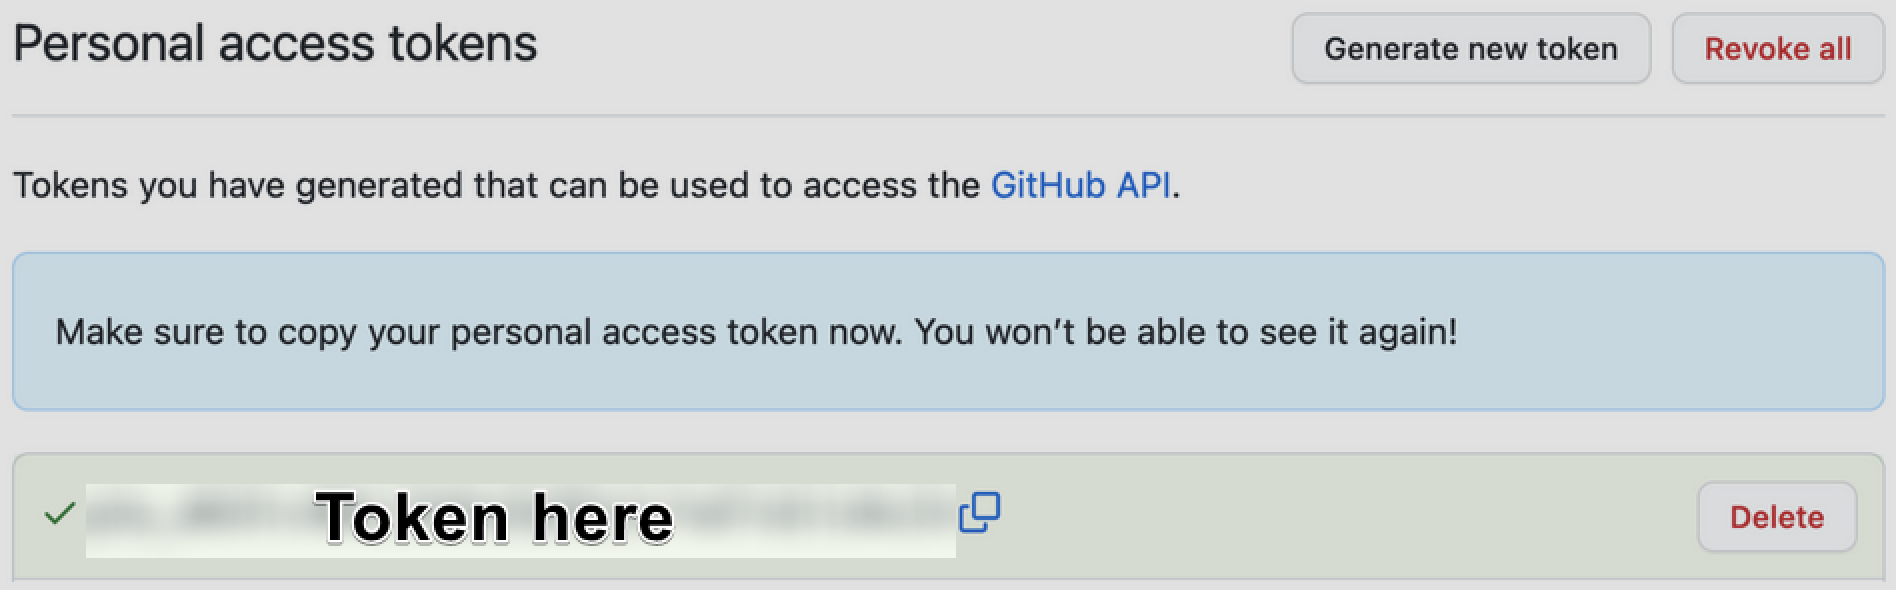 Personal access tokens
Generate new token
Revoke all
Tokens you have generated that can be used to access the GitHub API.
Make sure to copy your personal access token now. You won’t be able to see it again!
Token here
Delete